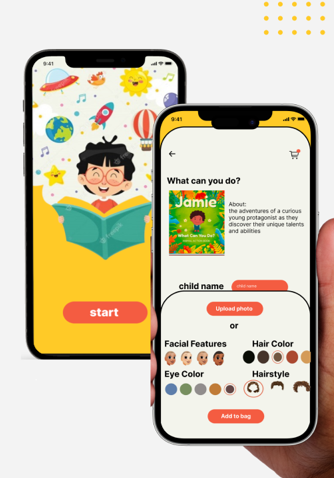 9:41
start
9:41
What can you do?
Jamie
What Can You Do?
About:
the adventures of a curious
young protagonist as they
discover their unique talents
and abilities
child name
child name
Upload photo
or
Facial Features
Hair Color
Eye Color
Hairstyle
Add to bag